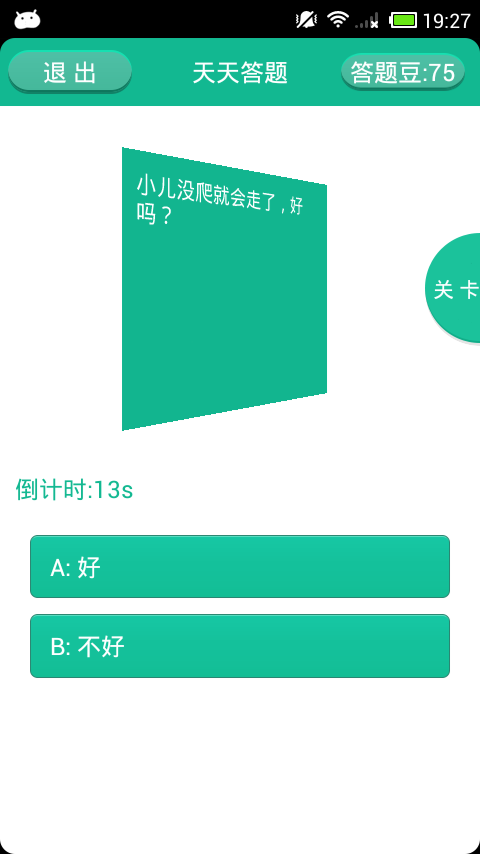 19:27
退 出
天天答题
答题豆:75
小儿没爬就会走了，好
吗？
关 卡
倒计时:13s
A: 好
B: 不好